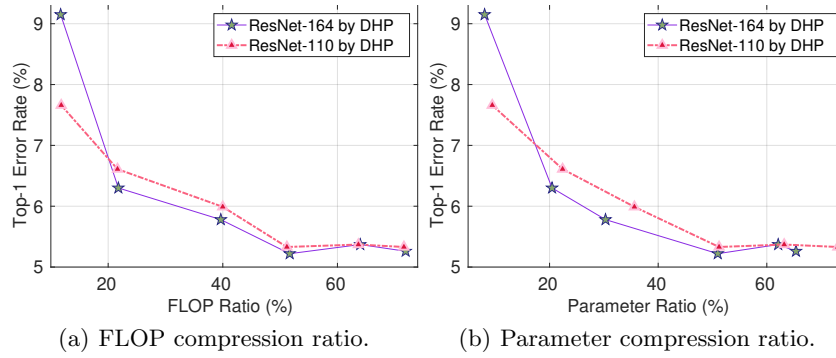 9
8
7
6
5
20
40
60
Top-1 Error Rate (%)
FLOP Ratio (%)
ResNet-164 by DHP
ResNet-110 by DHP
(a) FLOP compression ratio.
9
8
7
6
5
20
40
60
Top-1 Error Rate (%)
Parameter Ratio (%)
ResNet-164 by DHP
ResNet-110 by DHP
(b) Parameter compression ratio.